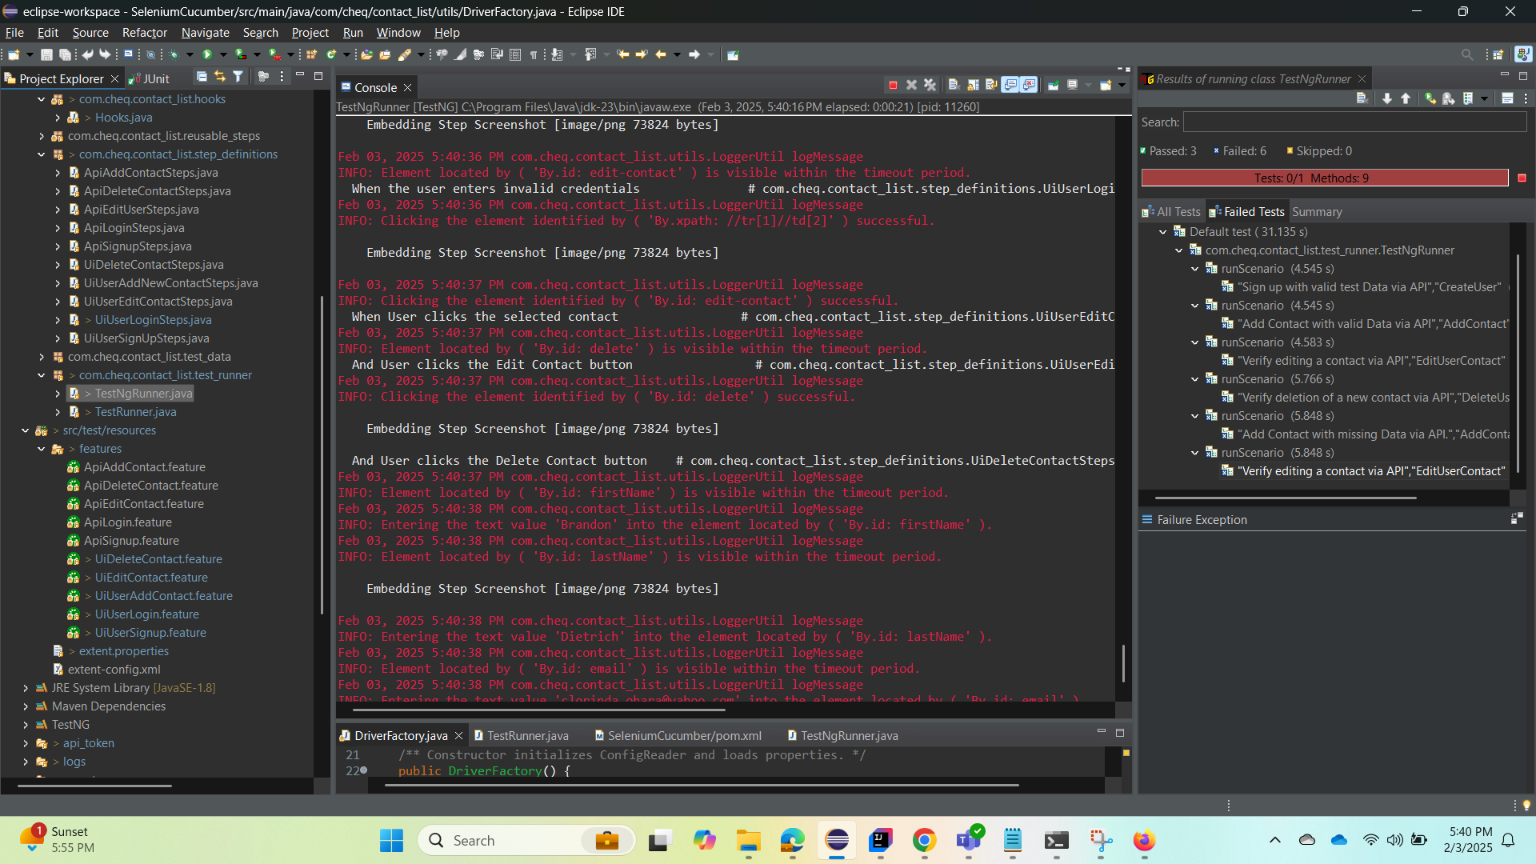 eclipse-workspace - SeleniumCucumber/src/main/java/com/cheq/contact_list/utils/DriverFactory.java - Eclipse IDE
File Edit Source Refactor Navigate Search Project Run Window Help
Project Explorer JUnit
> com.cheq.contact_list.hooks
> Hooks.java
com.cheq.contact_list.reusable_steps
> com.cheq.contact_list.step_definitions
ApiAddContactSteps.java
ApiDeleteContactSteps.java
ApiEditUserSteps.java
ApiLoginSteps.java
ApiSignupSteps.java
UiDeleteContactSteps.java
UiUserAddNewContactSteps.java
UiUserEditContactSteps.java
> UiUserLoginSteps.java
UiUserSignUpSteps.java
com.cheq.contact_list.test_data
> com.cheq.contact_list.test_runner
> TestNgRunner.java
> TestRunner.java
> src/test/resources
> features
ApiAddContact.feature
ApiDeleteContact.feature
ApiEditContact.feature
ApiLogin.feature
ApiSignup.feature
> UiDeleteContact.feature
> UiEditContact.feature
> UiUserAddContact.feature
> UiUserLogin.feature
> UiUserSignup.feature
> extent.properties
extent-config.xml
JRE System Library [JavaSE-1.8]
Maven Dependencies
TestNG
> api_token
> logs
Console
TestNgRunner [TestNG] C:\Program Files\Java\jdk-23\bin\javaw.exe (Feb 3, 2025, 5:40:16 PM elapsed: 0:00:21) [pid: 11260]
Embedding Step Screenshot [image/png 73824 bytes]
Feb 03, 2025 5:40:36 PM com.cheq.contact_list.utils.LoggerUtil logMessage
INFO: Element located by ( 'By.id: edit-contact' ) is visible within the timeout period.
When the user enters invalid credentials # com.cheq.contact_list.step_definitions.UiUserLogi
Feb 03, 2025 5:40:36 PM com.cheq.contact_list.utils.LoggerUtil logMessage
INFO: Clicking the element identified by ( 'By.xpath: //tr[1]//td[2]' ) successful.
Embedding Step Screenshot [image/png 73824 bytes]
Feb 03, 2025 5:40:37 PM com.cheq.contact_list.utils.LoggerUtil logMessage
INFO: Clicking the element identified by ( 'By.id: edit-contact' ) successful.
When User clicks the selected contact # com.cheq.contact_list.step_definitions.UiUserEditC
Feb 03, 2025 5:40:37 PM com.cheq.contact_list.utils.LoggerUtil logMessage
INFO: Element located by ( 'By.id: delete' ) is visible within the timeout period.
And User clicks the Edit Contact button # com.cheq.contact_list.step_definitions.UiUserEdi
Feb 03, 2025 5:40:37 PM com.cheq.contact_list.utils.LoggerUtil logMessage
INFO: Clicking the element identified by ( 'By.id: delete' ) successful.
Embedding Step Screenshot [image/png 73824 bytes]
And User clicks the Delete Contact button # com.cheq.contact_list.step_definitions.UiDeleteContactSteps
Feb 03, 2025 5:40:37 PM com.cheq.contact_list.utils.LoggerUtil logMessage
INFO: Element located by ( 'By.id: firstName' ) is visible within the timeout period.
Feb 03, 2025 5:40:38 PM com.cheq.contact_list.utils.LoggerUtil logMessage
INFO: Entering the text value 'Brandon' into the element located by ( 'By.id: firstName' ).
Feb 03, 2025 5:40:38 PM com.cheq.contact_list.utils.LoggerUtil logMessage
INFO: Element located by ( 'By.id: lastName' ) is visible within the timeout period.
Embedding Step Screenshot [image/png 73824 bytes]
Feb 03, 2025 5:40:38 PM com.cheq.contact_list.utils.LoggerUtil logMessage
INFO: Entering the text value 'Dietrich' into the element located by ( 'By.id: lastName' ).
Feb 03, 2025 5:40:38 PM com.cheq.contact_list.utils.LoggerUtil logMessage
INFO: Element located by ( 'By.id: email' ) is visible within the timeout period.
Feb 03, 2025 5:40:38 PM com.cheq.contact_list.utils.LoggerUtil logMessage
INFO: Entering the text value 'clorinda.ohara@yahoo.com' into the element located by ( 'By.id: email' )
DriverFactory.java TestRunner.java SeleniumCucumber/pom.xml TestNgRunner.java
21 /** Constructor initializes ConfigReader and loads properties. */
22 public DriverFactory() {
Results of running class TestNgRunner
Search:
Passed: 3 Failed: 6 Skipped: 0
Tests: 0/1 Methods: 9
All Tests Failed Tests Summary
Default test ( 31.135 s)
com.cheq.contact_list.test_runner.TestNgRunner
runScenario (4.545 s)
"Sign up with valid test Data via API","CreateUser"
runScenario (4.545 s)
"Add Contact with valid Data via API","AddContact"
runScenario (4.583 s)
"Verify editing a contact via API","EditUserContact"
runScenario (5.766 s)
"Verify deletion of a new contact via API","DeleteUs
runScenario (5.848 s)
"Add Contact with missing Data via API.","AddConta
runScenario (5.848 s)
"Verify editing a contact via API","EditUserContact"
Failure Exception
1
Sunset
5:55 PM
Search
5:40 PM
2/3/2025